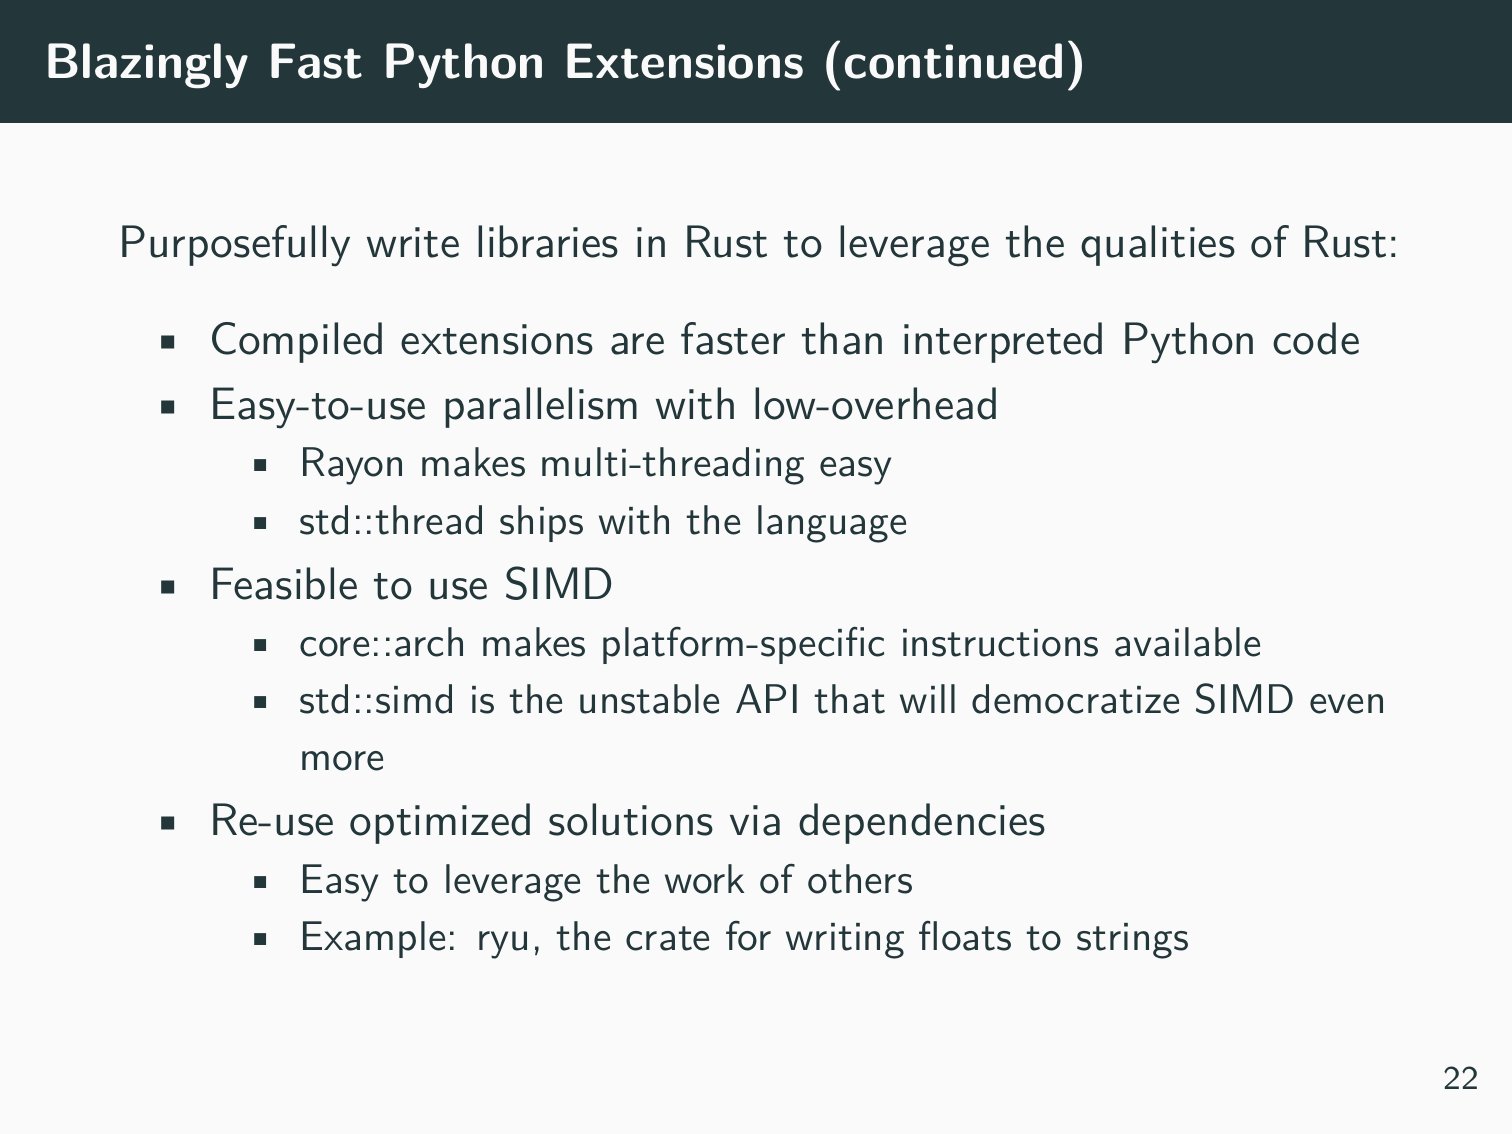 Blazingly Fast Python Extensions (continued)
Purposefully write libraries in Rust to leverage the qualities of Rust:
▪ Compiled extensions are faster than interpreted Python code
▪ Easy-to-use parallelism with low-overhead
▪ Rayon makes multi-threading easy
▪ std::thread ships with the language
▪ Feasible to use SIMD
▪ core::arch makes platform-specific instructions available
▪ std::simd is the unstable API that will democratize SIMD even
more
▪ Re-use optimized solutions via dependencies
▪ Easy to leverage the work of others
▪ Example: ryu, the crate for writing floats to strings
22